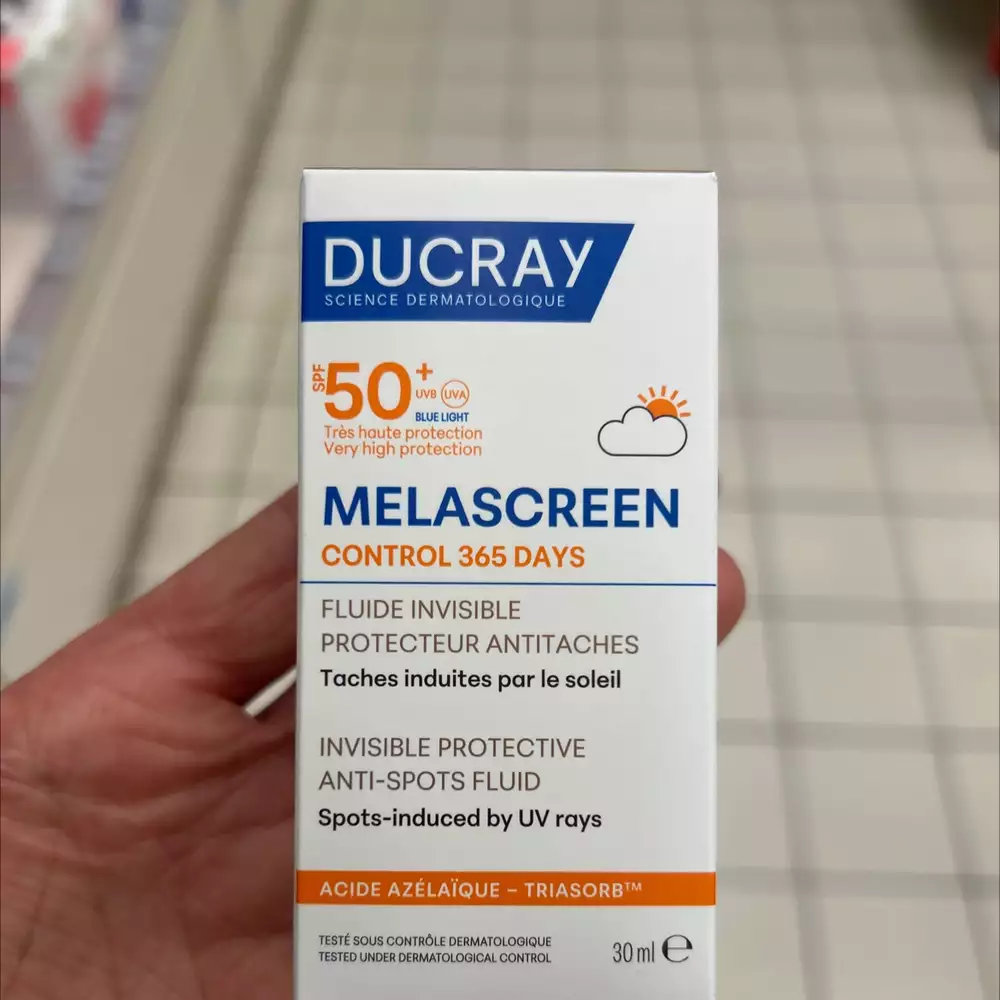 DUCRAY
SCIENCE DERMATOLOGIQUE
SPF 50+ UVB UVA
BLUE LIGHT
Très haute protection
Very high protection
MELASCREEN
CONTROL 365 DAYS
FLUIDE INVISIBLE
PROTECTEUR ANTITACHES
Taches induites par le soleil
INVISIBLE PROTECTIVE
ANTI-SPOTS FLUID
Spots-induced by UV rays
ACIDE AZÉLAÏQUE – TRIASORB™
TESTÉ SOUS CONTRÔLE DERMATOLOGIQUE
TESTED UNDER DERMATOLOGICAL CONTROL
30 ml ℮